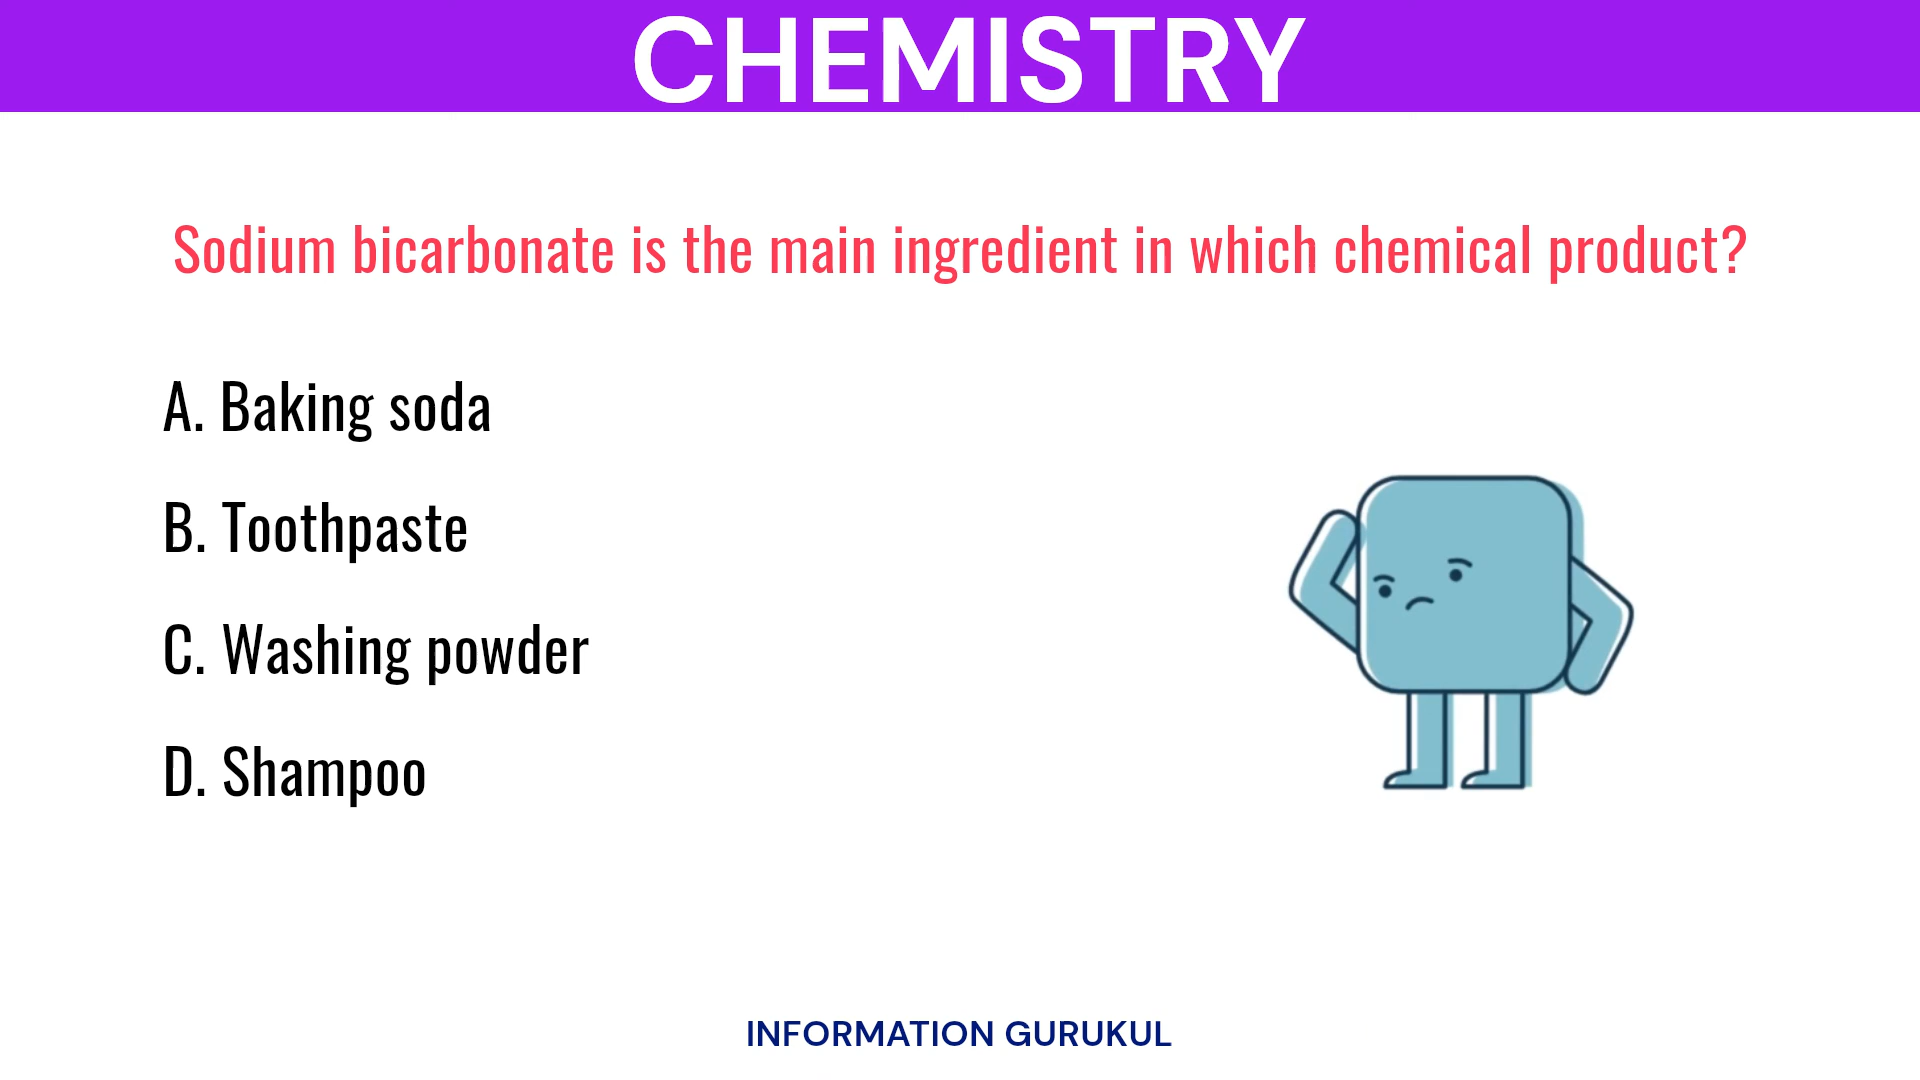 CHEMISTRY
Sodium bicarbonate is the main ingredient in which chemical product?
A. Baking soda
B. Toothpaste
C. Washing powder
D. Shampoo
INFORMATION GURUKUL